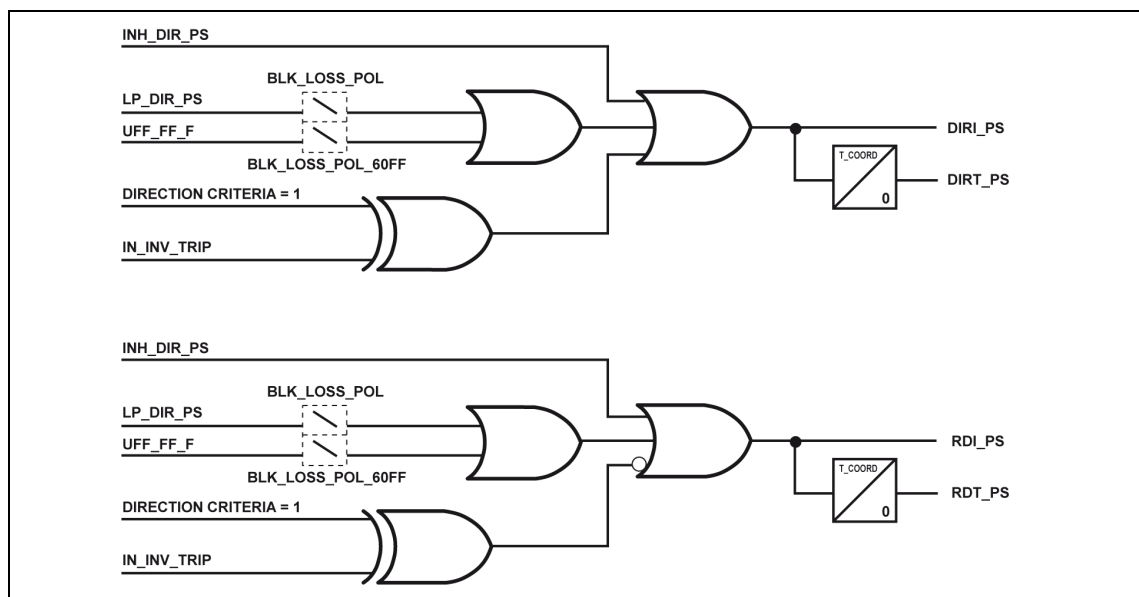 INH_DIR_PS
BLK_LOSS_POL
LP_DIR_PS
UFF_FF_F
BLK_LOSS_POL_60FF
DIRECTION CRITERIA = 1
IN_INV_TRIP
DIRI_PS
T_COORD
0
DIRT_PS
INH_DIR_PS
BLK_LOSS_POL
LP_DIR_PS
UFF_FF_F
BLK_LOSS_POL_60FF
DIRECTION CRITERIA = 1
IN_INV_TRIP
RDI_PS
T_COORD
0
RDT_PS